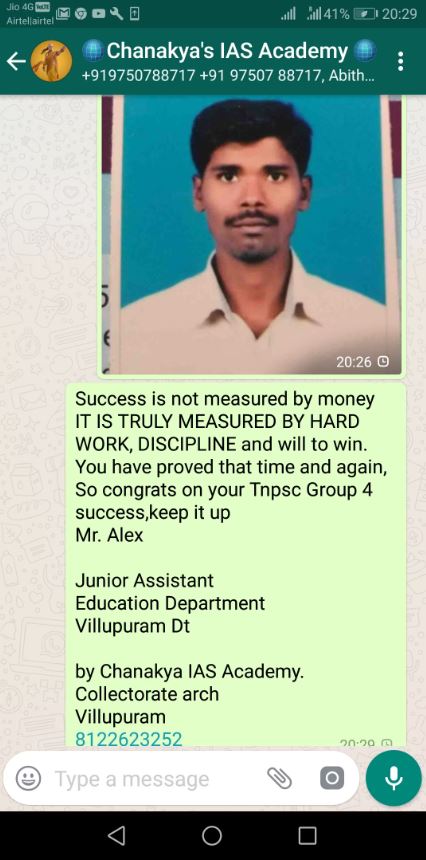 Jio 4G VoLTE
Airtel|airtel
41% 20:29
Chanakya's IAS Academy
+919750788717 +91 97507 88717, Abith...
5
20:26
Success is not measured by money
IT IS TRULY MEASURED BY HARD
WORK, DISCIPLINE and will to win.
You have proved that time and again,
So congrats on your Tnpsc Group 4
success,keep it up
Mr. Alex
Junior Assistant
Education Department
Villupuram Dt
by Chanakya IAS Academy.
Collectorate arch
Villupuram
8122623252
20:29
Type a message